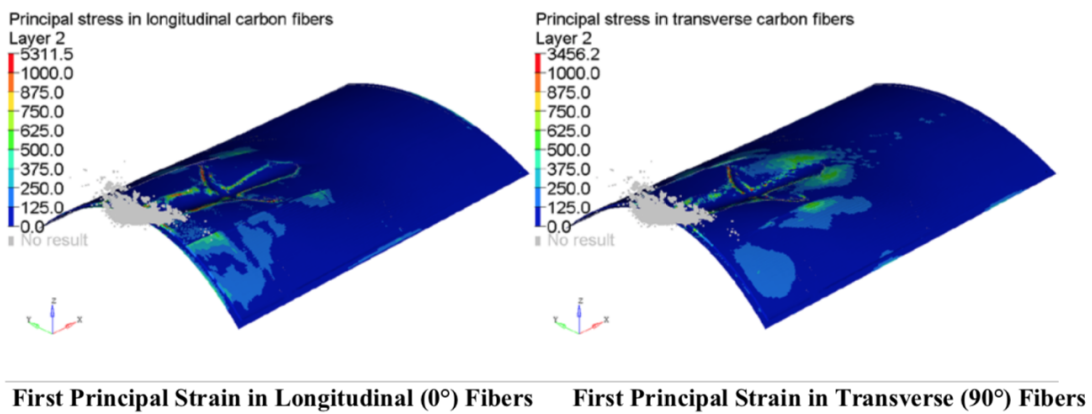 Principal stress in longitudinal carbon fibers
Layer 2
5311.5
1000.0
875.0
750.0
625.0
500.0
375.0
250.0
125.0
0.0
No result
Z
Y
X
First Principal Strain in Longitudinal (0°) Fibers
Principal stress in transverse carbon fibers
Layer 2
3456.2
1000.0
875.0
750.0
625.0
500.0
375.0
250.0
125.0
0.0
No result
Z
Y
X
First Principal Strain in Transverse (90°) Fibers